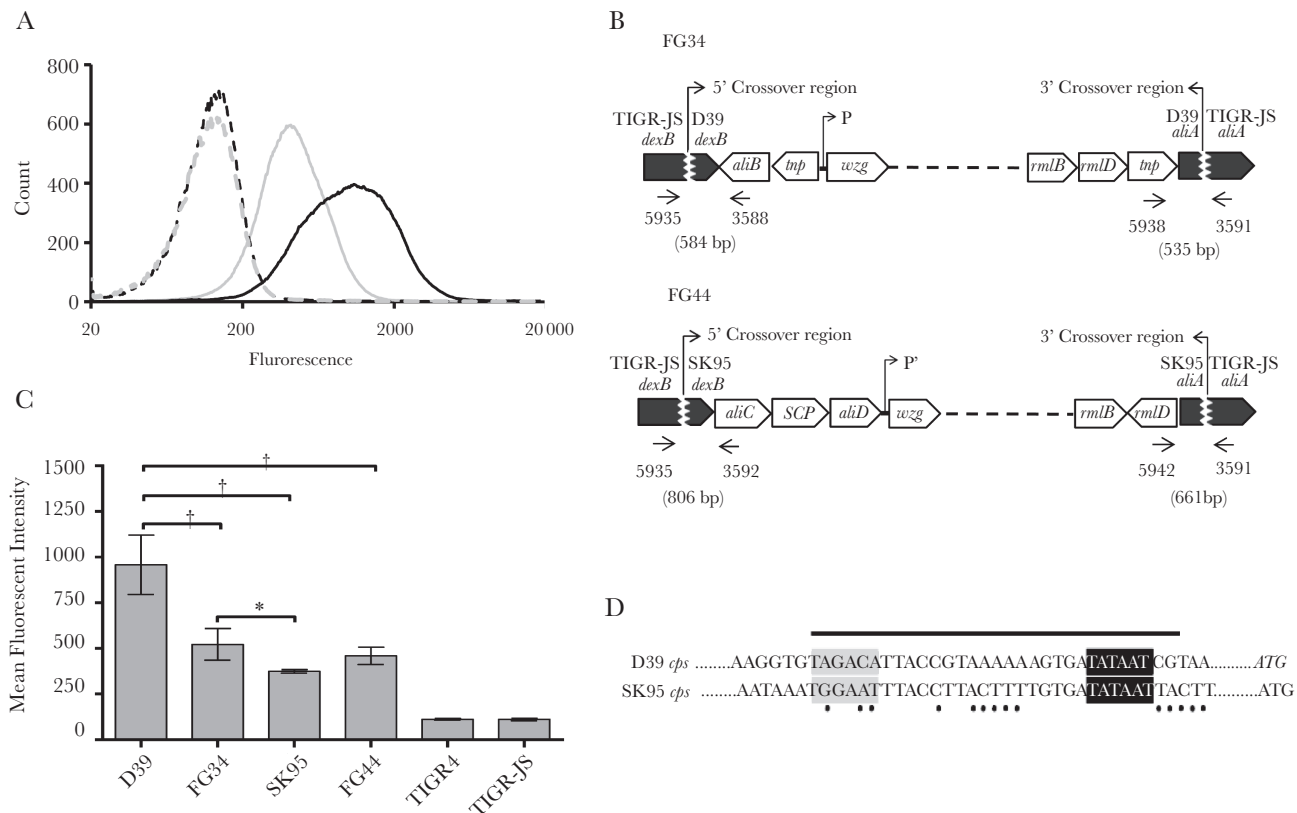 A
800
600
400
200
0
Count
20
200
2000
20 000
Flurorescence
B
FG34
5' Crossover region
3' Crossover region
TIGR-JS D39
dexB dexB
P
D39 TIGR-JS
aliA aliA
aliB
tnp
wzg
rmlB
rmlD
tnp
5935
3588
(584 bp)
5938
3591
(535 bp)
FG44
5' Crossover region
3' Crossover region
TIGR-JS SK95
dexB dexB
P'
SK95 TIGR-JS
aliA aliA
aliC
SCP
aliD
wzg
rmlB
rmlD
5935
3592
(806 bp)
5942
3591
(661bp)
C
1500
1250
1000
750
500
250
0
Mean Fluorescent Intensity
†
†
†
*
D39
FG34
SK95
FG44
TIGR4
TIGR-JS
D
D39 cps .......AAGGTGTAGACATTACCGTAAAAAAGTGATATAATCGTAA..........ATG
SK95 cps ........AATAAATGGAATTTACCTTACTTTTGTGATATAATTACTT..........ATG